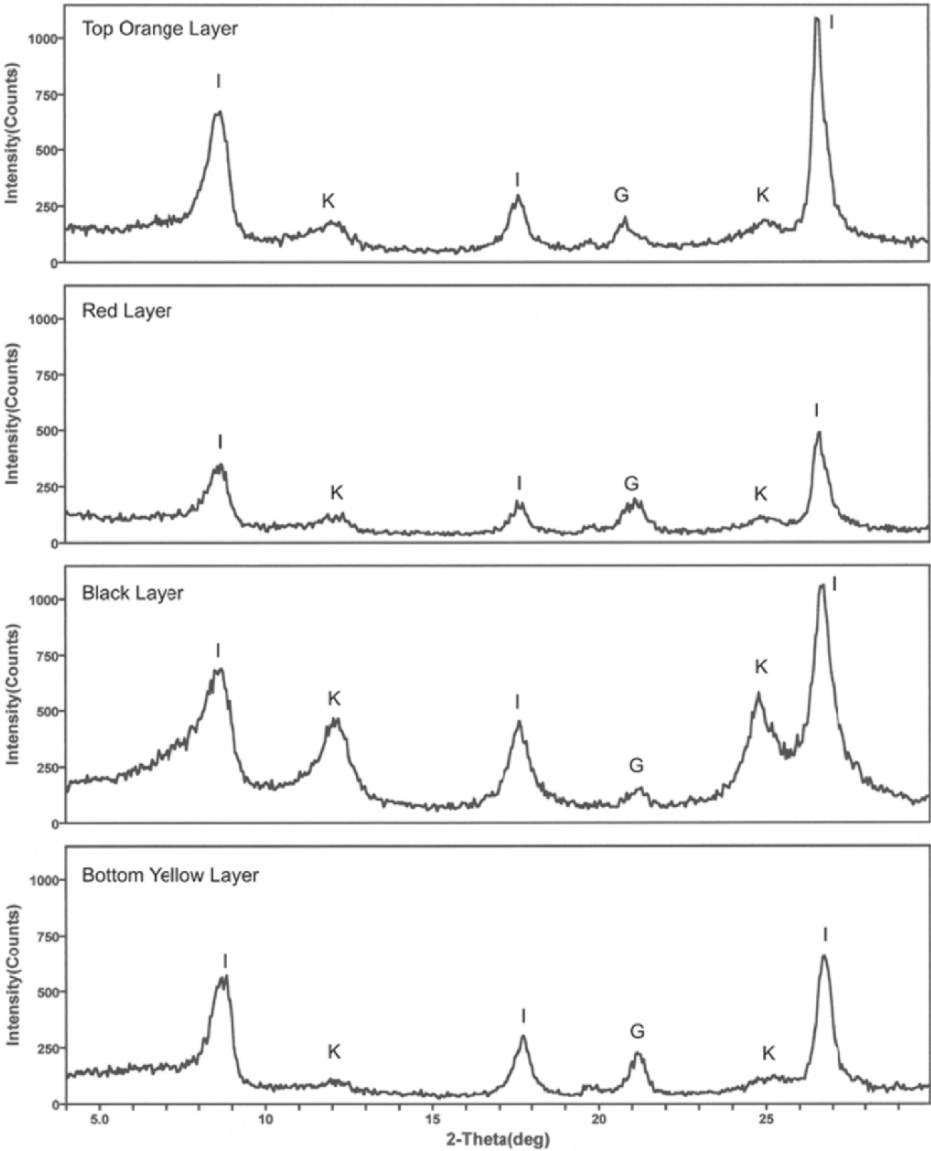 Top Orange Layer
Intensity(Counts)
1000
750
500
250
0
I
K
I
G
K
I
Red Layer
Intensity(Counts)
1000
750
500
250
0
I
K
I
G
K
I
Black Layer
Intensity(Counts)
1000
750
500
250
0
I
K
I
G
K
I
Bottom Yellow Layer
Intensity(Counts)
1000
750
500
250
0
I
K
I
G
K
I
5.0 10 15 20 25
2-Theta(deg)